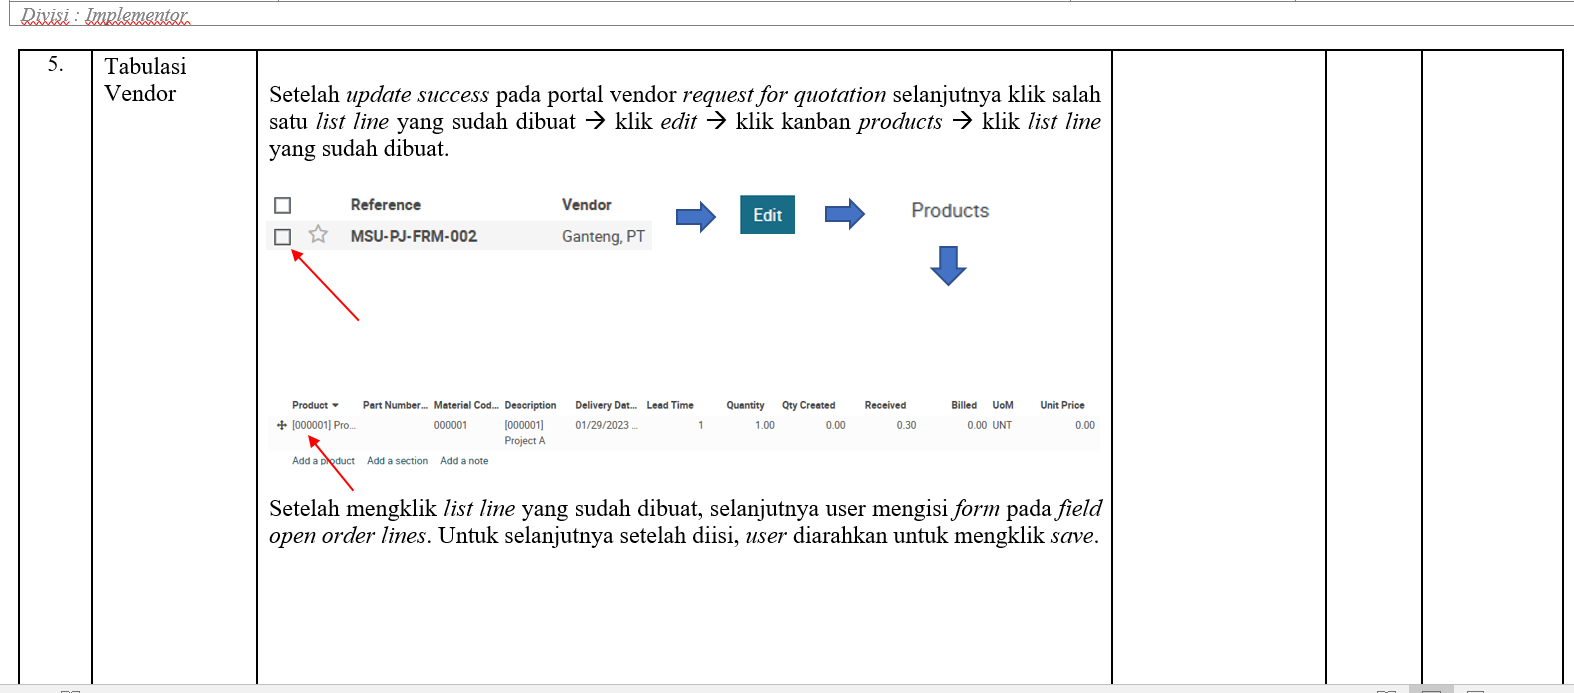 Divisi : Implementor
5.
Tabulasi
Vendor
Setelah update success pada portal vendor request for quotation selanjutnya klik salah
satu list line yang sudah dibuat → klik edit → klik kanban products → klik list line
yang sudah dibuat.
Reference Vendor
MSU-PJ-FRM-002 Ganteng, PT
Edit
Products
Product Part Number... Material Cod... Description Delivery Dat... Lead Time Quantity Qty Created Received Billed UoM Unit Price
[000001] Pro... 000001 [000001] 01/29/2023 ... 1 1.00 0.00 0.30 0.00 UNT 0.00
Project A
Add a product Add a section Add a note
Setelah mengklik list line yang sudah dibuat, selanjutnya user mengisi form pada field
open order lines. Untuk selanjutnya setelah diisi, user diarahkan untuk mengklik save.